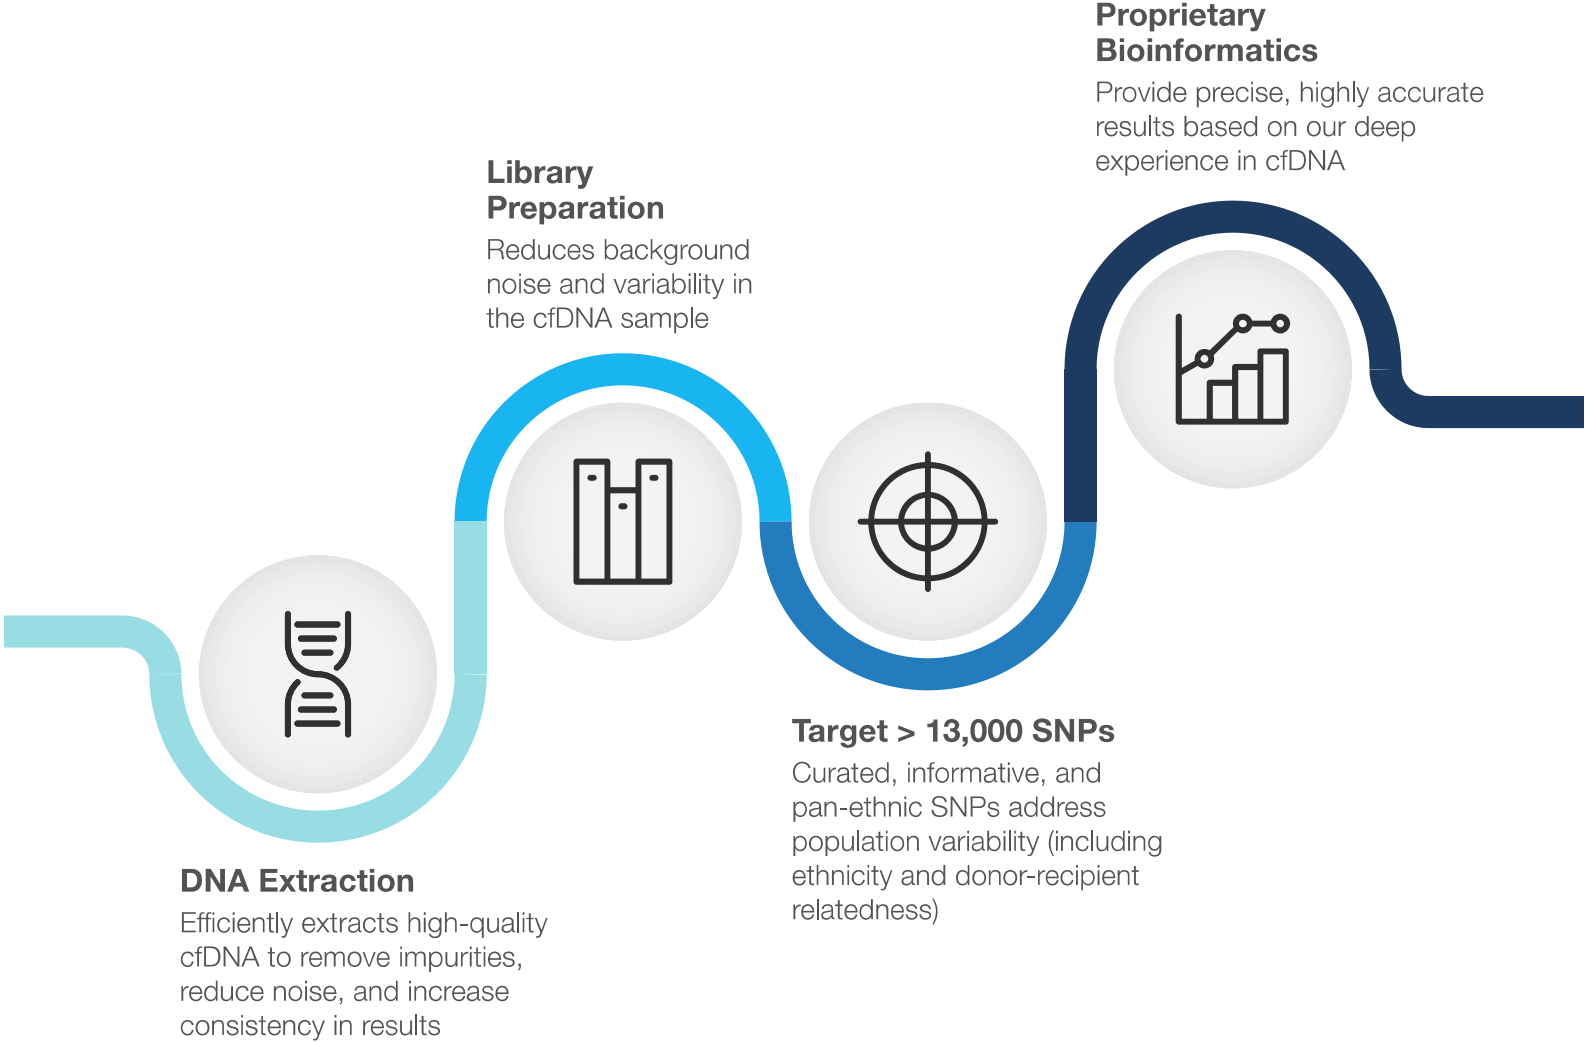 DNA Extraction
Efficiently extracts high-quality
cfDNA to remove impurities,
reduce noise, and increase
consistency in results
Library
Preparation
Reduces background
noise and variability in
the cfDNA sample
Target > 13,000 SNPs
Curated, informative, and
pan-ethnic SNPs address
population variability (including
ethnicity and donor-recipient
relatedness)
Proprietary
Bioinformatics
Provide precise, highly accurate
results based on our deep
experience in cfDNA